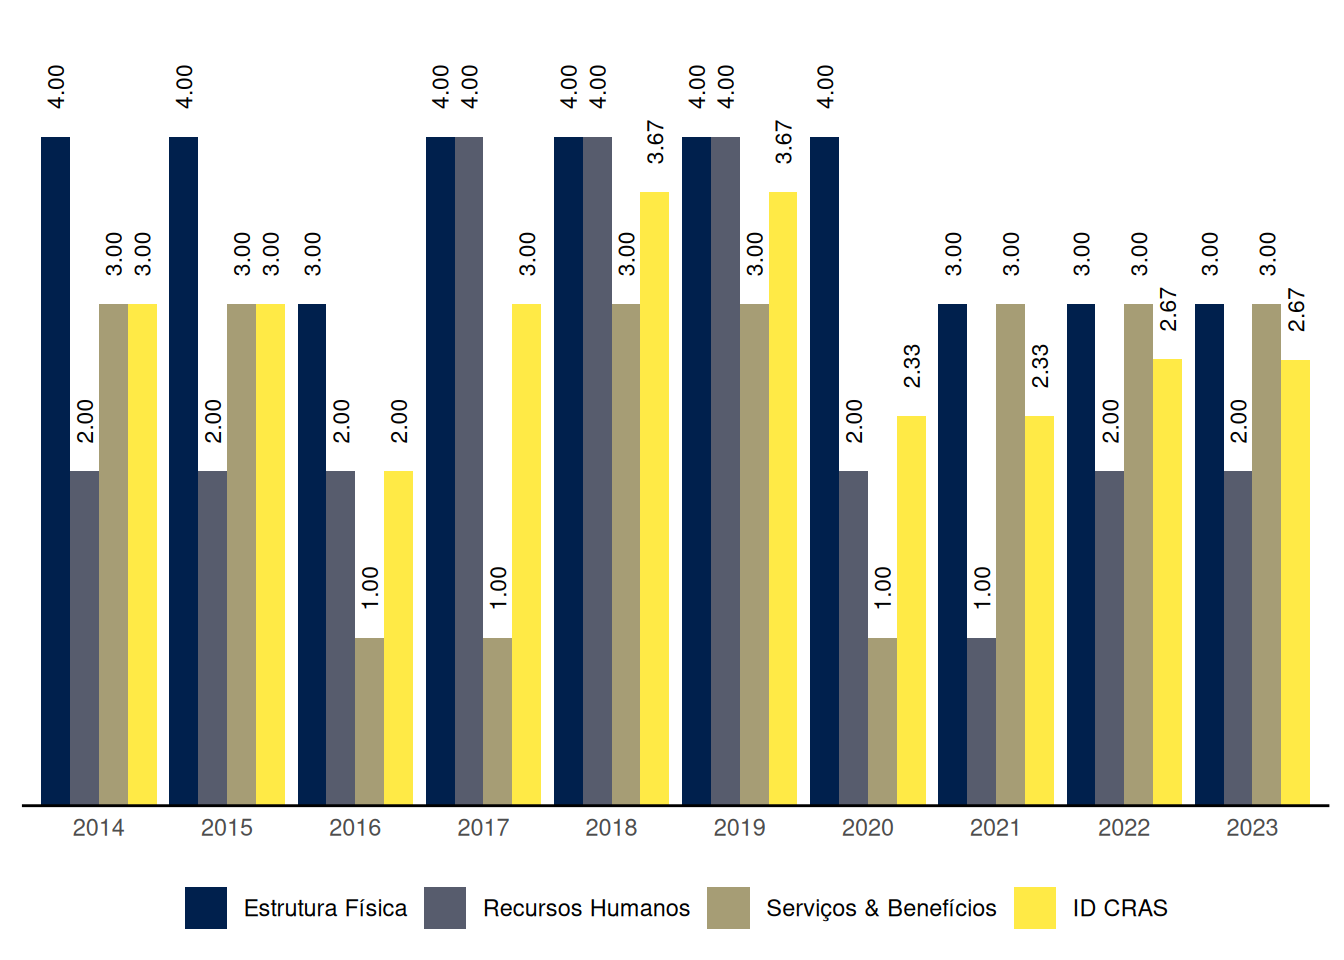 4.00 2.00 3.00 3.00
4.00 2.00 3.00 3.00
3.00 2.00 1.00 2.00
4.00 4.00 1.00 3.00
4.00 4.00 3.00 3.67
4.00 4.00 3.00 3.67
4.00 2.00 1.00 2.33
3.00 1.00 3.00 2.33
3.00 2.00 3.00 2.67
3.00 2.00 3.00 2.67
2014 2015 2016 2017 2018 2019 2020 2021 2022 2023
Estrutura Física Recursos Humanos Serviços & Benefícios ID CRAS